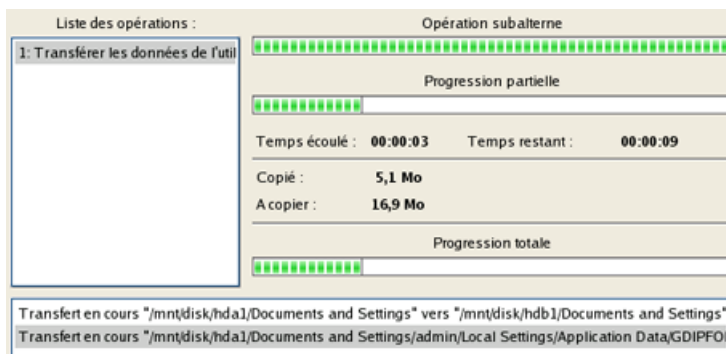 Liste des opérations :
1: Transférer les données de l'util
Opération subalterne
Progression partielle
Temps écoulé : 00:00:03 Temps restant : 00:00:09
Copié : 5,1 Mo
A copier : 16,9 Mo
Progression totale
Transfert en cours "/mnt/disk/hda1/Documents and Settings" vers "/mnt/disk/hdb1/Documents and Settings"
Transfert en cours "/mnt/disk/hda1/Documents and Settings/admin/Local Settings/Application Data/GDIPFO